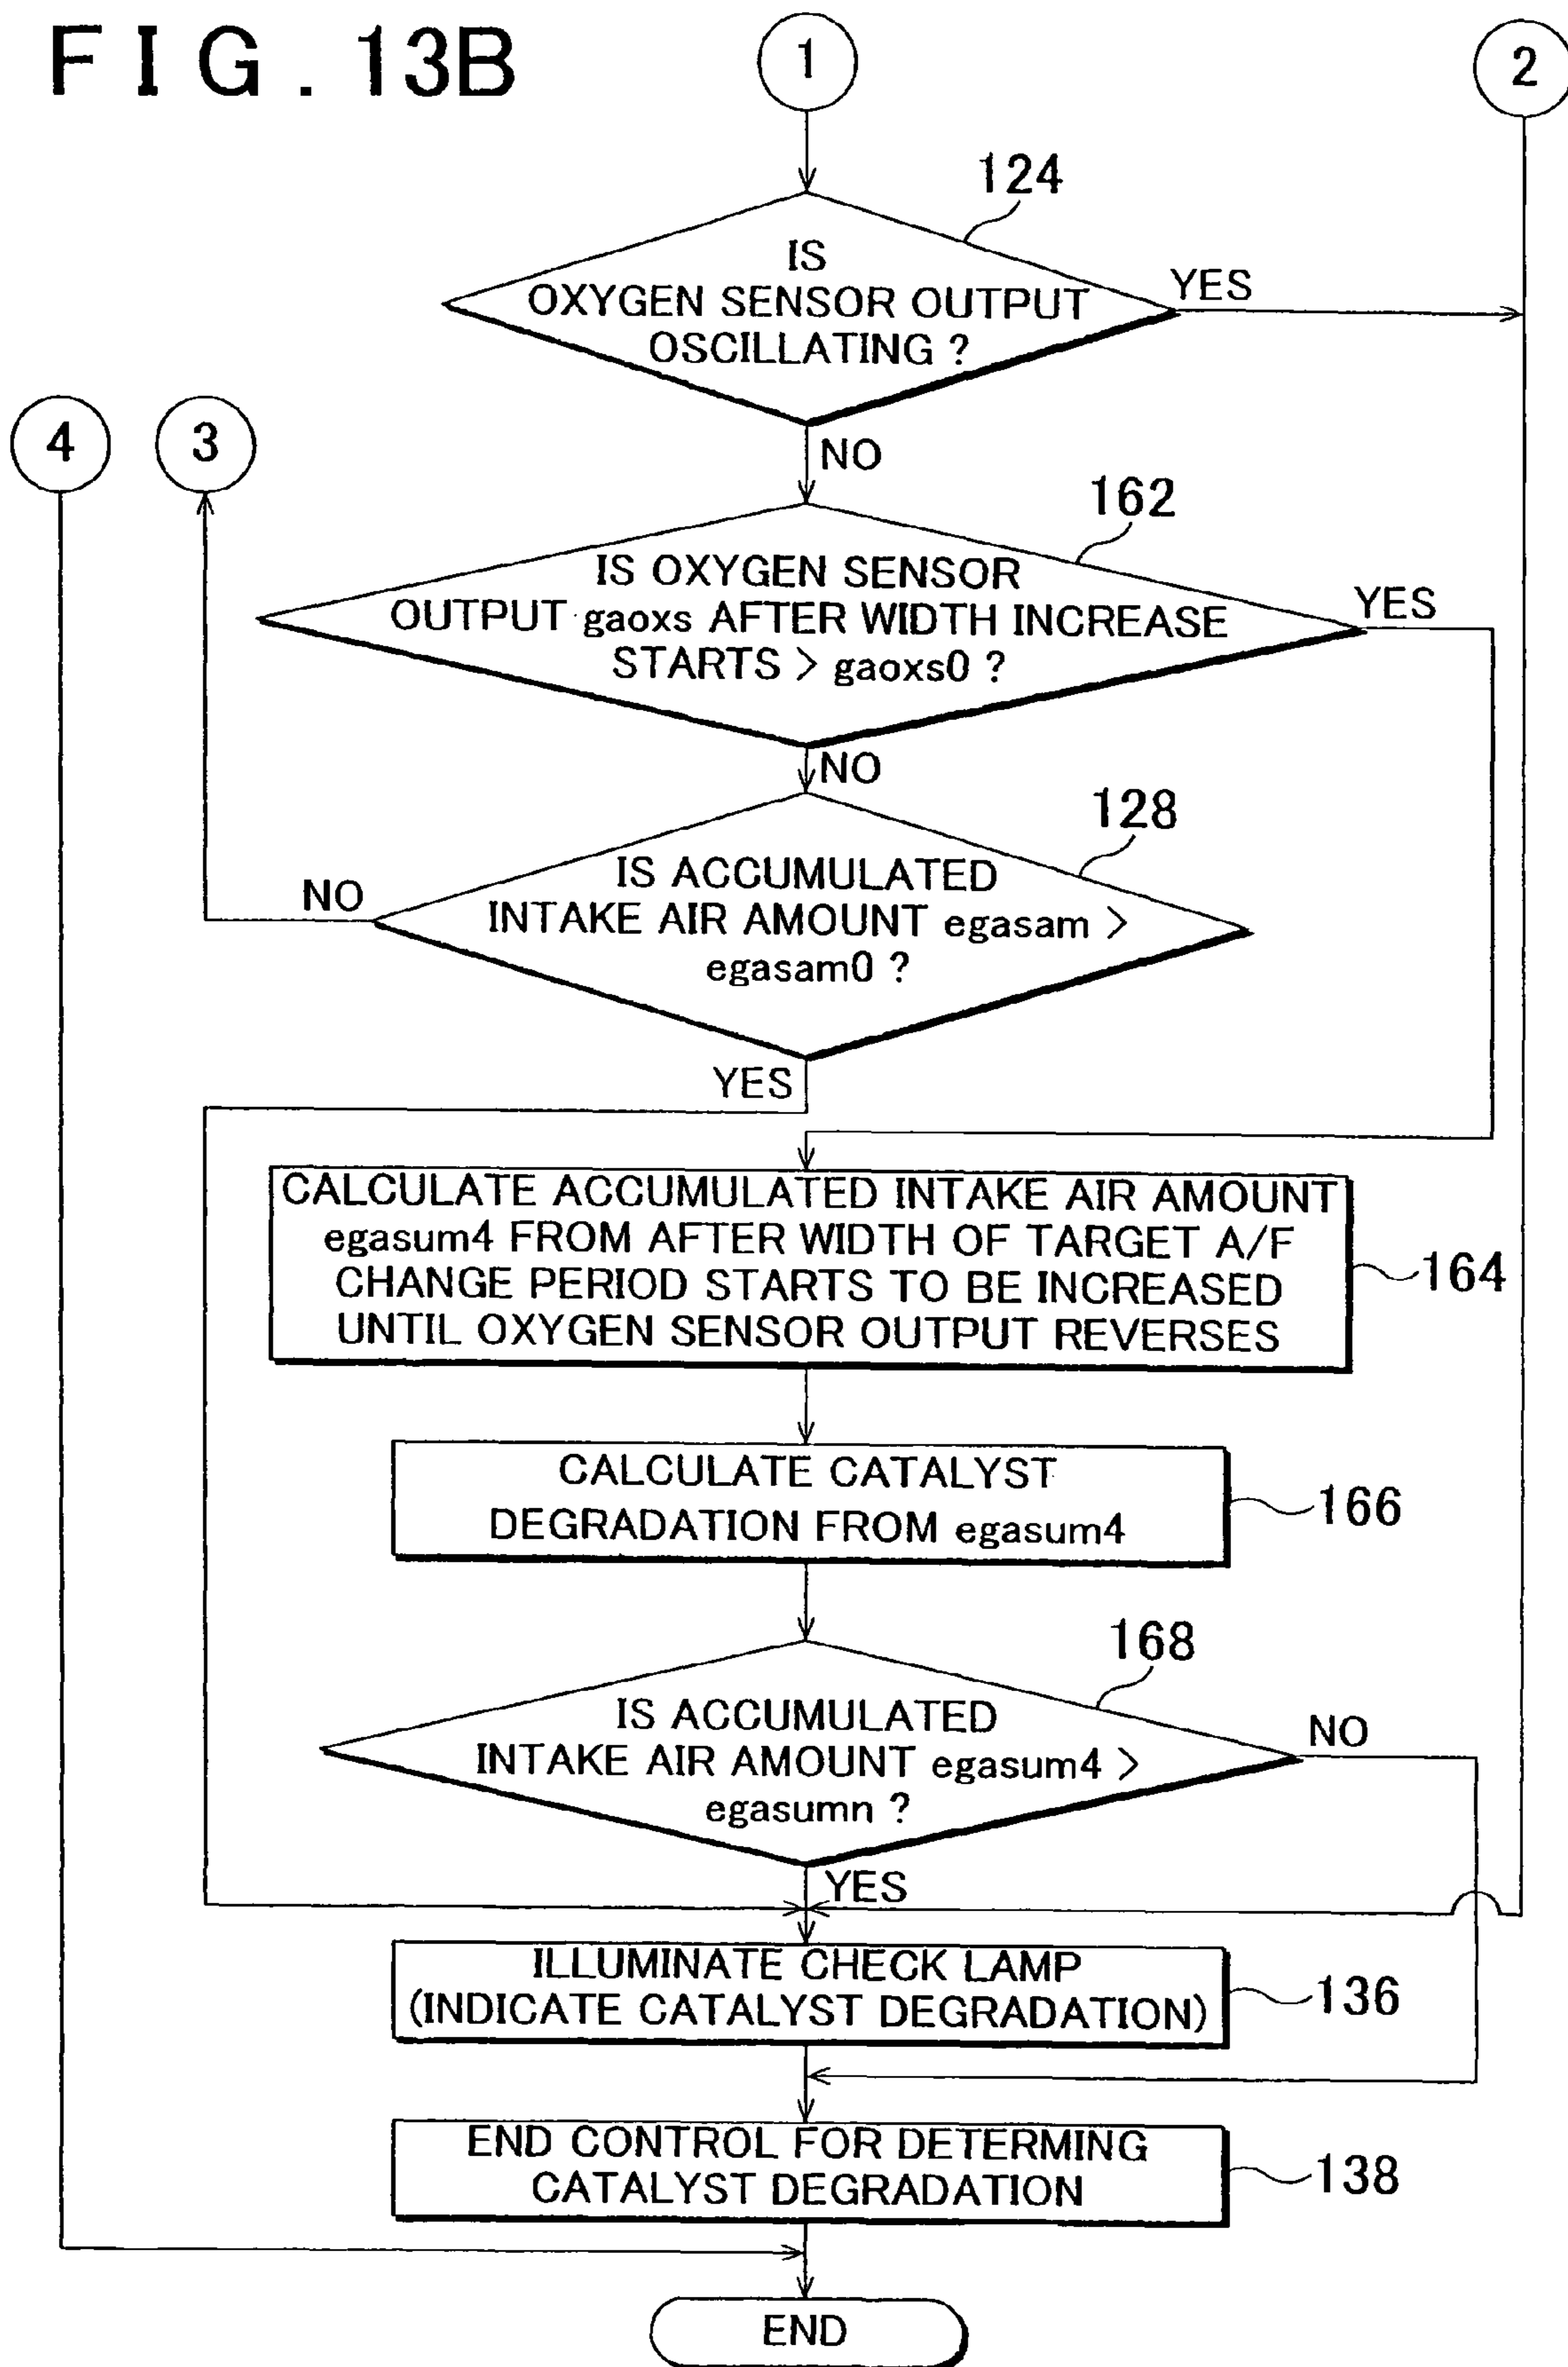 FIG. 13B
1
2
124
IS
OXYGEN SENSOR OUTPUT
OSCILLATING ?
YES
4
3
NO
162
IS OXYGEN SENSOR
OUTPUT gaoxs AFTER WIDTH INCREASE
STARTS > gaoxs0 ?
YES
NO
128
IS ACCUMULATED
INTAKE AIR AMOUNT egasam >
egasam0 ?
NO
YES
CALCULATE ACCUMULATED INTAKE AIR AMOUNT
egasum4 FROM AFTER WIDTH OF TARGET A/F
CHANGE PERIOD STARTS TO BE INCREASED
UNTIL OXYGEN SENSOR OUTPUT REVERSES
164
CALCULATE CATALYST
DEGRADATION FROM egasum4
166
168
IS ACCUMULATED
INTAKE AIR AMOUNT egasum4 >
egasumn ?
NO
YES
ILLUMINATE CHECK LAMP
(INDICATE CATALYST DEGRADATION)
136
END CONTROL FOR DETERMING
CATALYST DEGRADATION
138
END